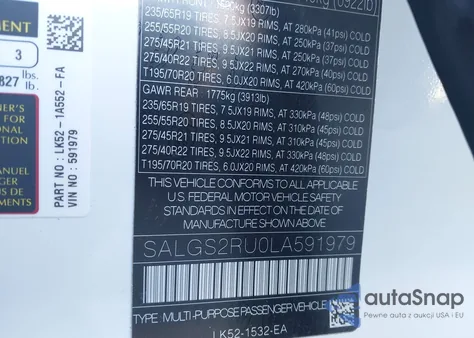 EMENT
3
827 lbs.
PART NO : LK52-1A552-FA
VIN NO : 591979
(3307lb)
235/65R19 TIRES, 7.5JX19 RIMS, AT 280kPa (41psi) COLD
255/55R20 TIRES, 8.5JX20 RIMS, AT 250kPa (37psi) COLD
275/45R21 TIRES, 9.5JX21 RIMS, AT 250kPa (37psi) COLD
275/40R22 TIRES, 9.5JX22 RIMS, AT 270kPa (40psi) COLD
T195/70R20 TIRES, 6.0JX20 RIMS, AT 420kPa (60psi) COLD
GAWR REAR 1775kg (3913lb)
235/65R19 TIRES, 7.5JX19 RIMS, AT 330kPa (48psi) COLD
255/55R20 TIRES, 8.5JX20 RIMS, AT 310kPa (45psi) COLD
275/45R21 TIRES, 9.5JX21 RIMS, AT 310kPa (45psi) COLD
275/40R22 TIRES, 9.5JX22 RIMS, AT 330kPa (48psi) COLD
T195/70R20 TIRES, 6.0JX20 RIMS, AT 420kPa (60psi) COLD
THIS VEHICLE CONFORMS TO ALL APPLICABLE
U.S. FEDERAL MOTOR VEHICLE SAFETY
STANDARDS IN EFFECT ON THE DATE OF
MANUFACTURE SHOWN ABOVE
SALGS2RU0LA591979
TYPE: MULTI-PURPOSE PASSENGER VEHICLE
LK52-1532-EA
autaSnap
Pewne auta z aukcji USA i EU